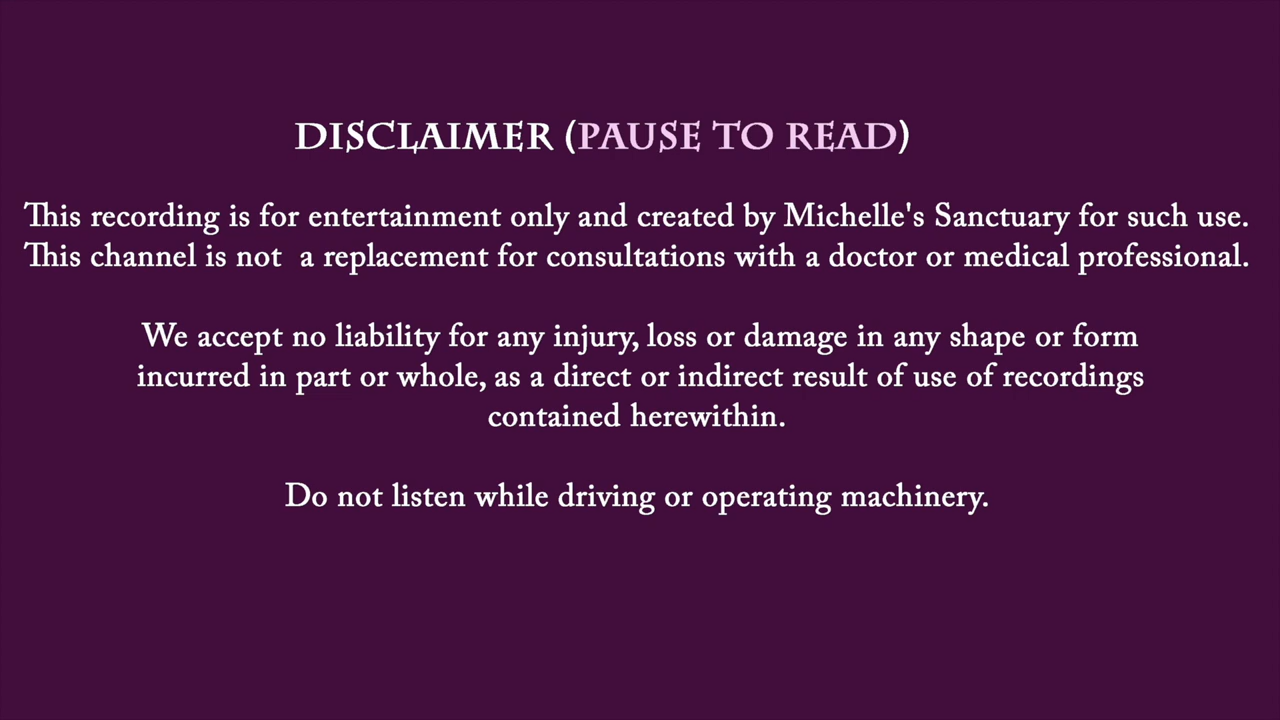 DISCLAIMER (PAUSE TO READ)
This recording is for entertainment only and created by Michelle's Sanctuary for such use.
This channel is not  a replacement for consultations with a doctor or medical professional.
We accept no liability for any injury, loss or damage in any shape or form
incurred in part or whole, as a direct or indirect result of use of recordings
contained herewithin.
Do not listen while driving or operating machinery.